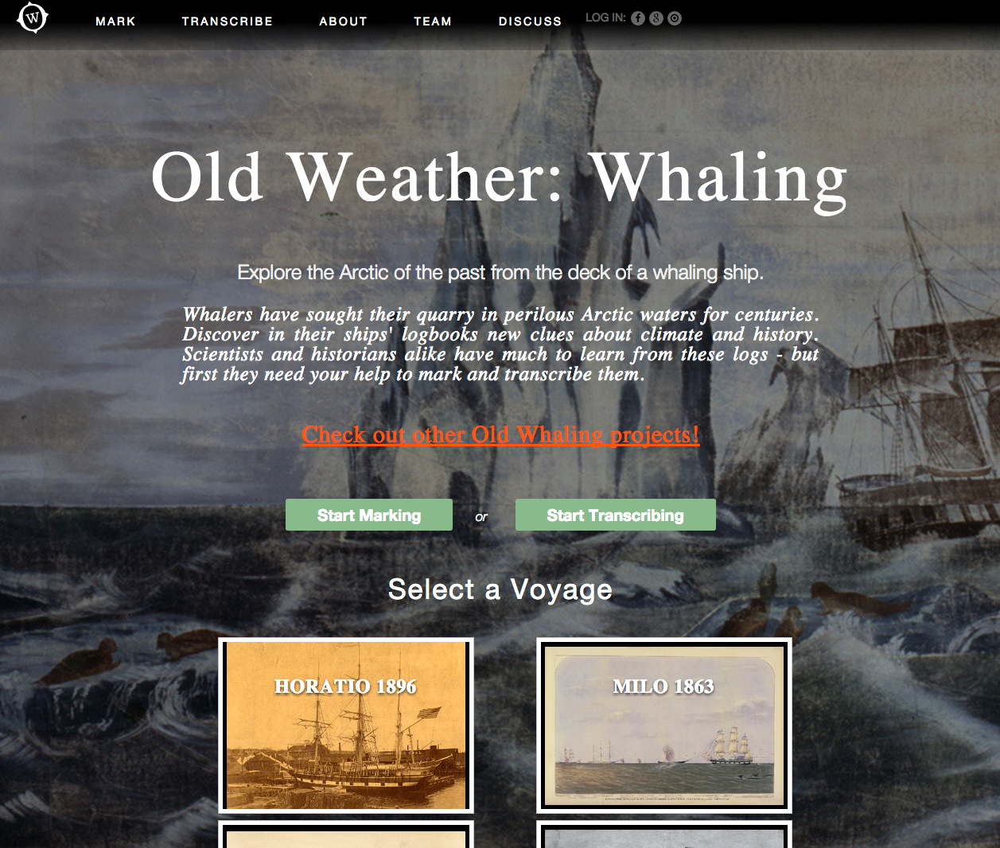 W
MARK TRANSCRIBE ABOUT TEAM DISCUSS LOG IN:
Old Weather: Whaling
Explore the Arctic of the past from the deck of a whaling ship.
Whalers have sought their quarry in perilous Arctic waters for centuries.
Discover in their ships' logbooks new clues about climate and history.
Scientists and historians alike have much to learn from these logs - but
first they need your help to mark and transcribe them.
Check out other Old Whaling projects!
Start Marking or Start Transcribing
Select a Voyage
HORATIO 1896 MILO 1863
COAL